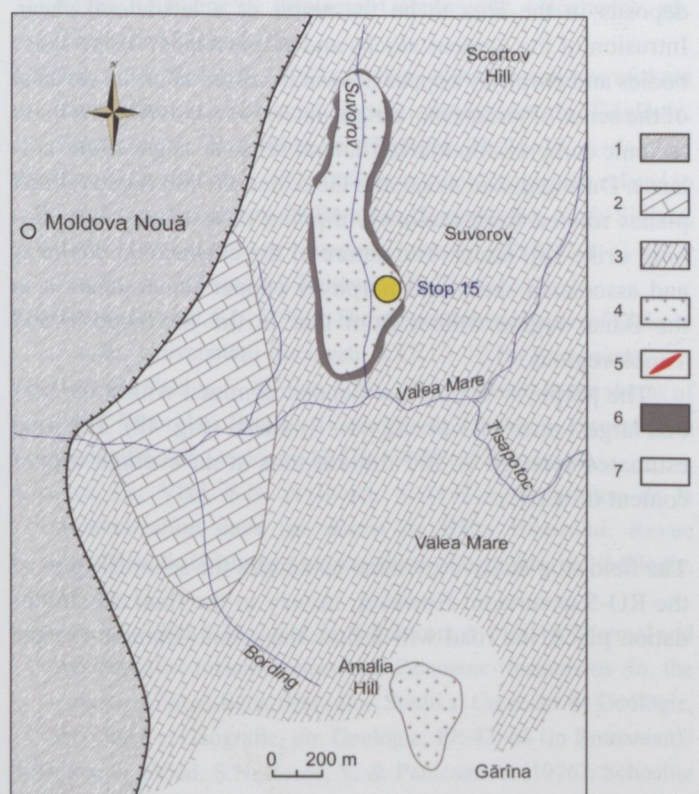 N
Scortov
Hill
Suvorov
Moldova Nouă
Suvorov
Stop 15
Valea Mare
Tisapotoc
Valea Mare
Bording
Amalia
Hill
Gărîna
0 200 m
1
2
3
4
5
6
7